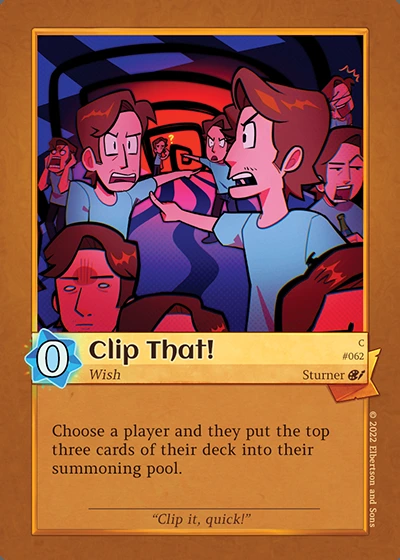 ?
0
Clip That!
C
#062
Wish
Sturner
© 2022 Elbertson and Sons
Choose a player and they put the top
three cards of their deck into their
summoning pool.
“Clip it, quick!”